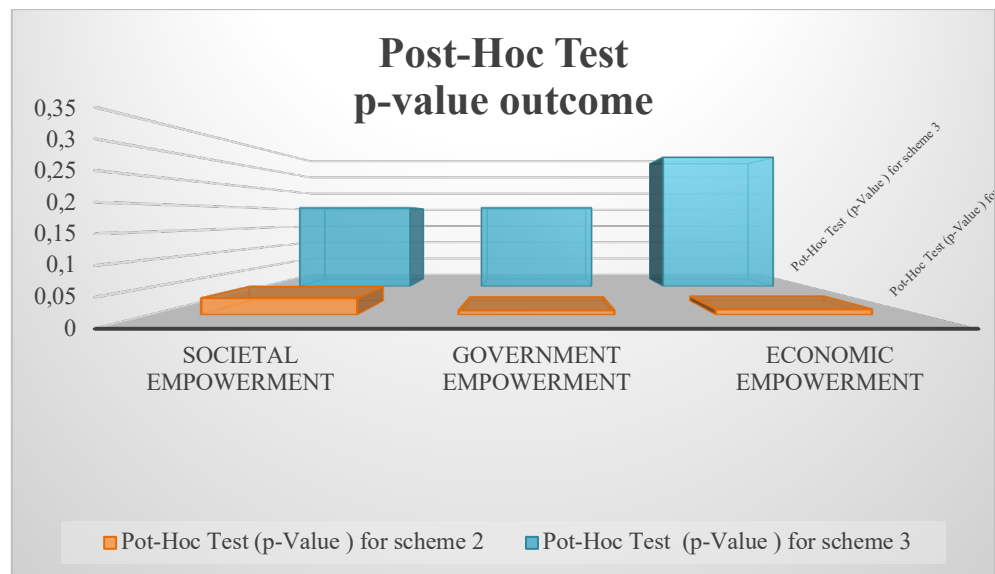 Post-Hoc Test
p-value outcome
0,35
0,3
0,25
0,2
0,15
0,1
0,05
0
Pot-Hoc Test (p-Value ) for scheme 3
Pot-Hoc Test (p-Value ) for
SOCIETAL
EMPOWERMENT
GOVERNMENT
EMPOWERMENT
ECONOMIC
EMPOWERMENT
Pot-Hoc Test (p-Value ) for scheme 2
Pot-Hoc Test (p-Value ) for scheme 3